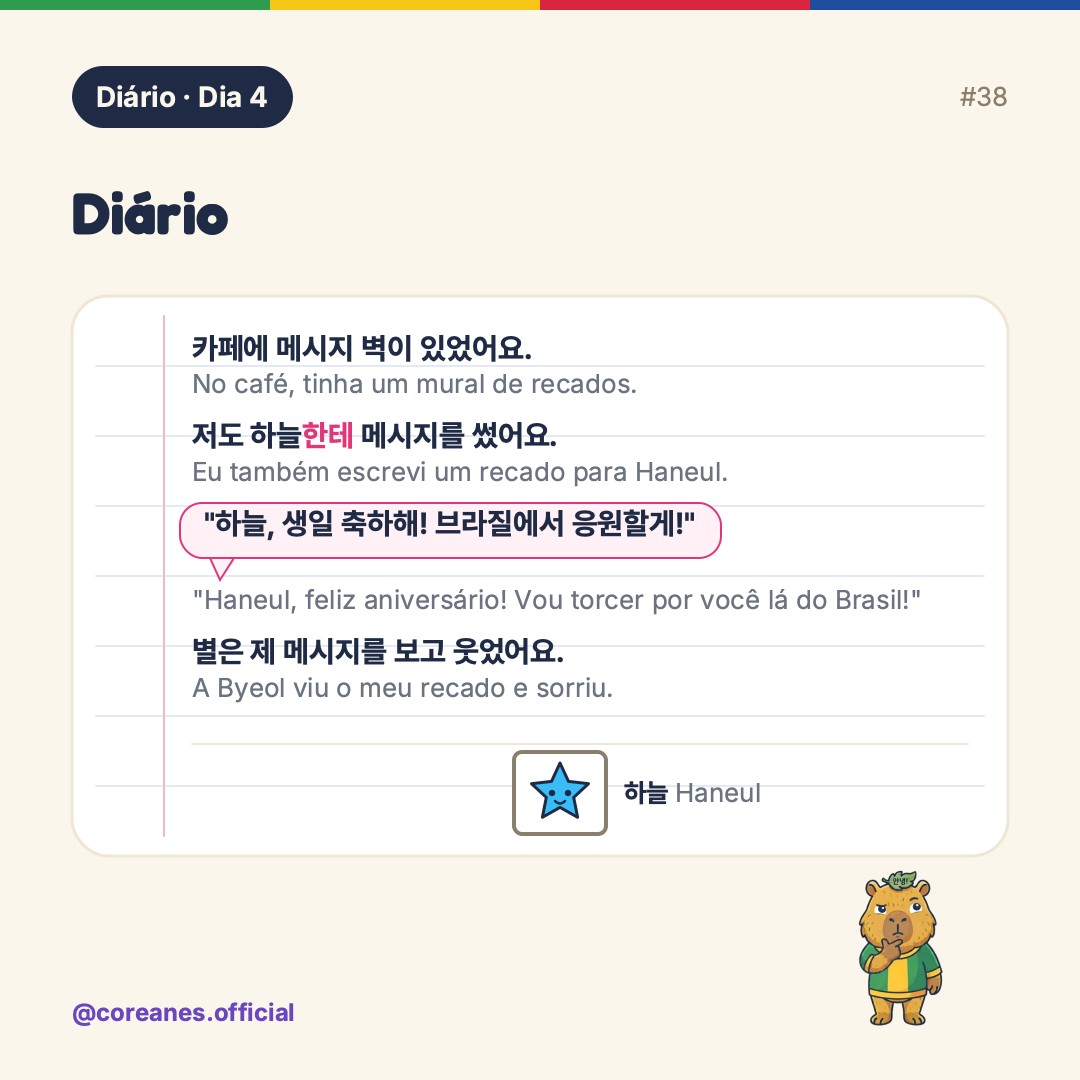 Diário · Dia 4
#38
Diário
카페에 메시지 벽이 있었어요.
No café, tinha um mural de recados.
저도 하늘한테 메시지를 썼어요.
Eu também escrevi um recado para Haneul.
"하늘, 생일 축하해! 브라질에서 응원할게!"
"Haneul, feliz aniversário! Vou torcer por você lá do Brasil!"
별은 제 메시지를 보고 웃었어요.
A Byeol viu o meu recado e sorriu.
하늘 Haneul
안녕!
@coreanes.official